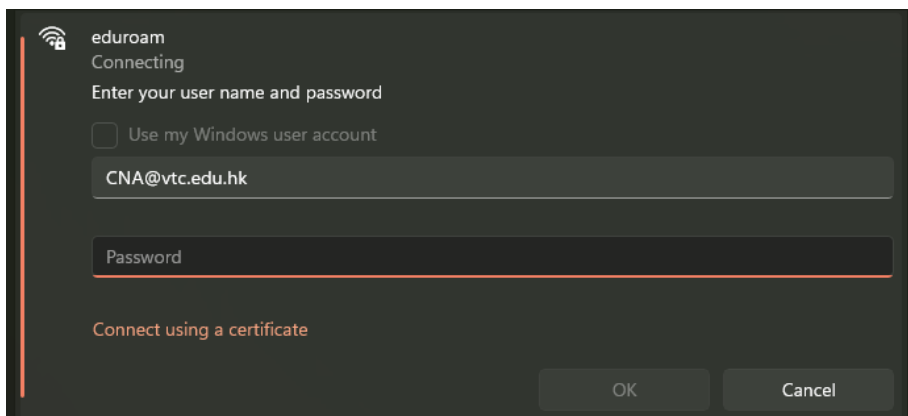 eduroam
Connecting
Enter your user name and password
Use my Windows user account
CNA@vtc.edu.hk
Password
Connect using a certificate
OK Cancel